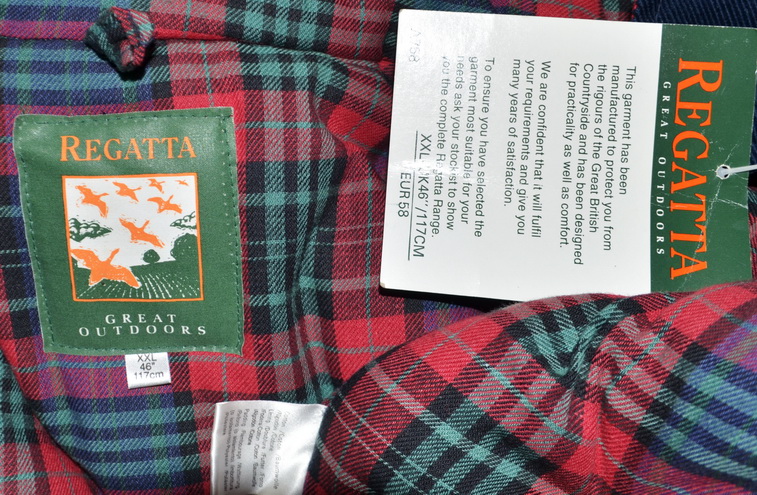 REGATTA
GREAT
OUTDOORS
XXL
46"
117cm
REGATTA
GREAT OUTDOORS
This garment has been
manufactured to protect you from
the rigours of the Great British
Countryside and has been designed
for practicality as well as comfort.
We are confident that it will fulfil
your requirements and give you
many years of satisfaction.
To ensure you have selected the
garment most suitable for your
needs ask your stockist to show
you the complete Regatta Range.
XXL UK46"/117CM
EUR58